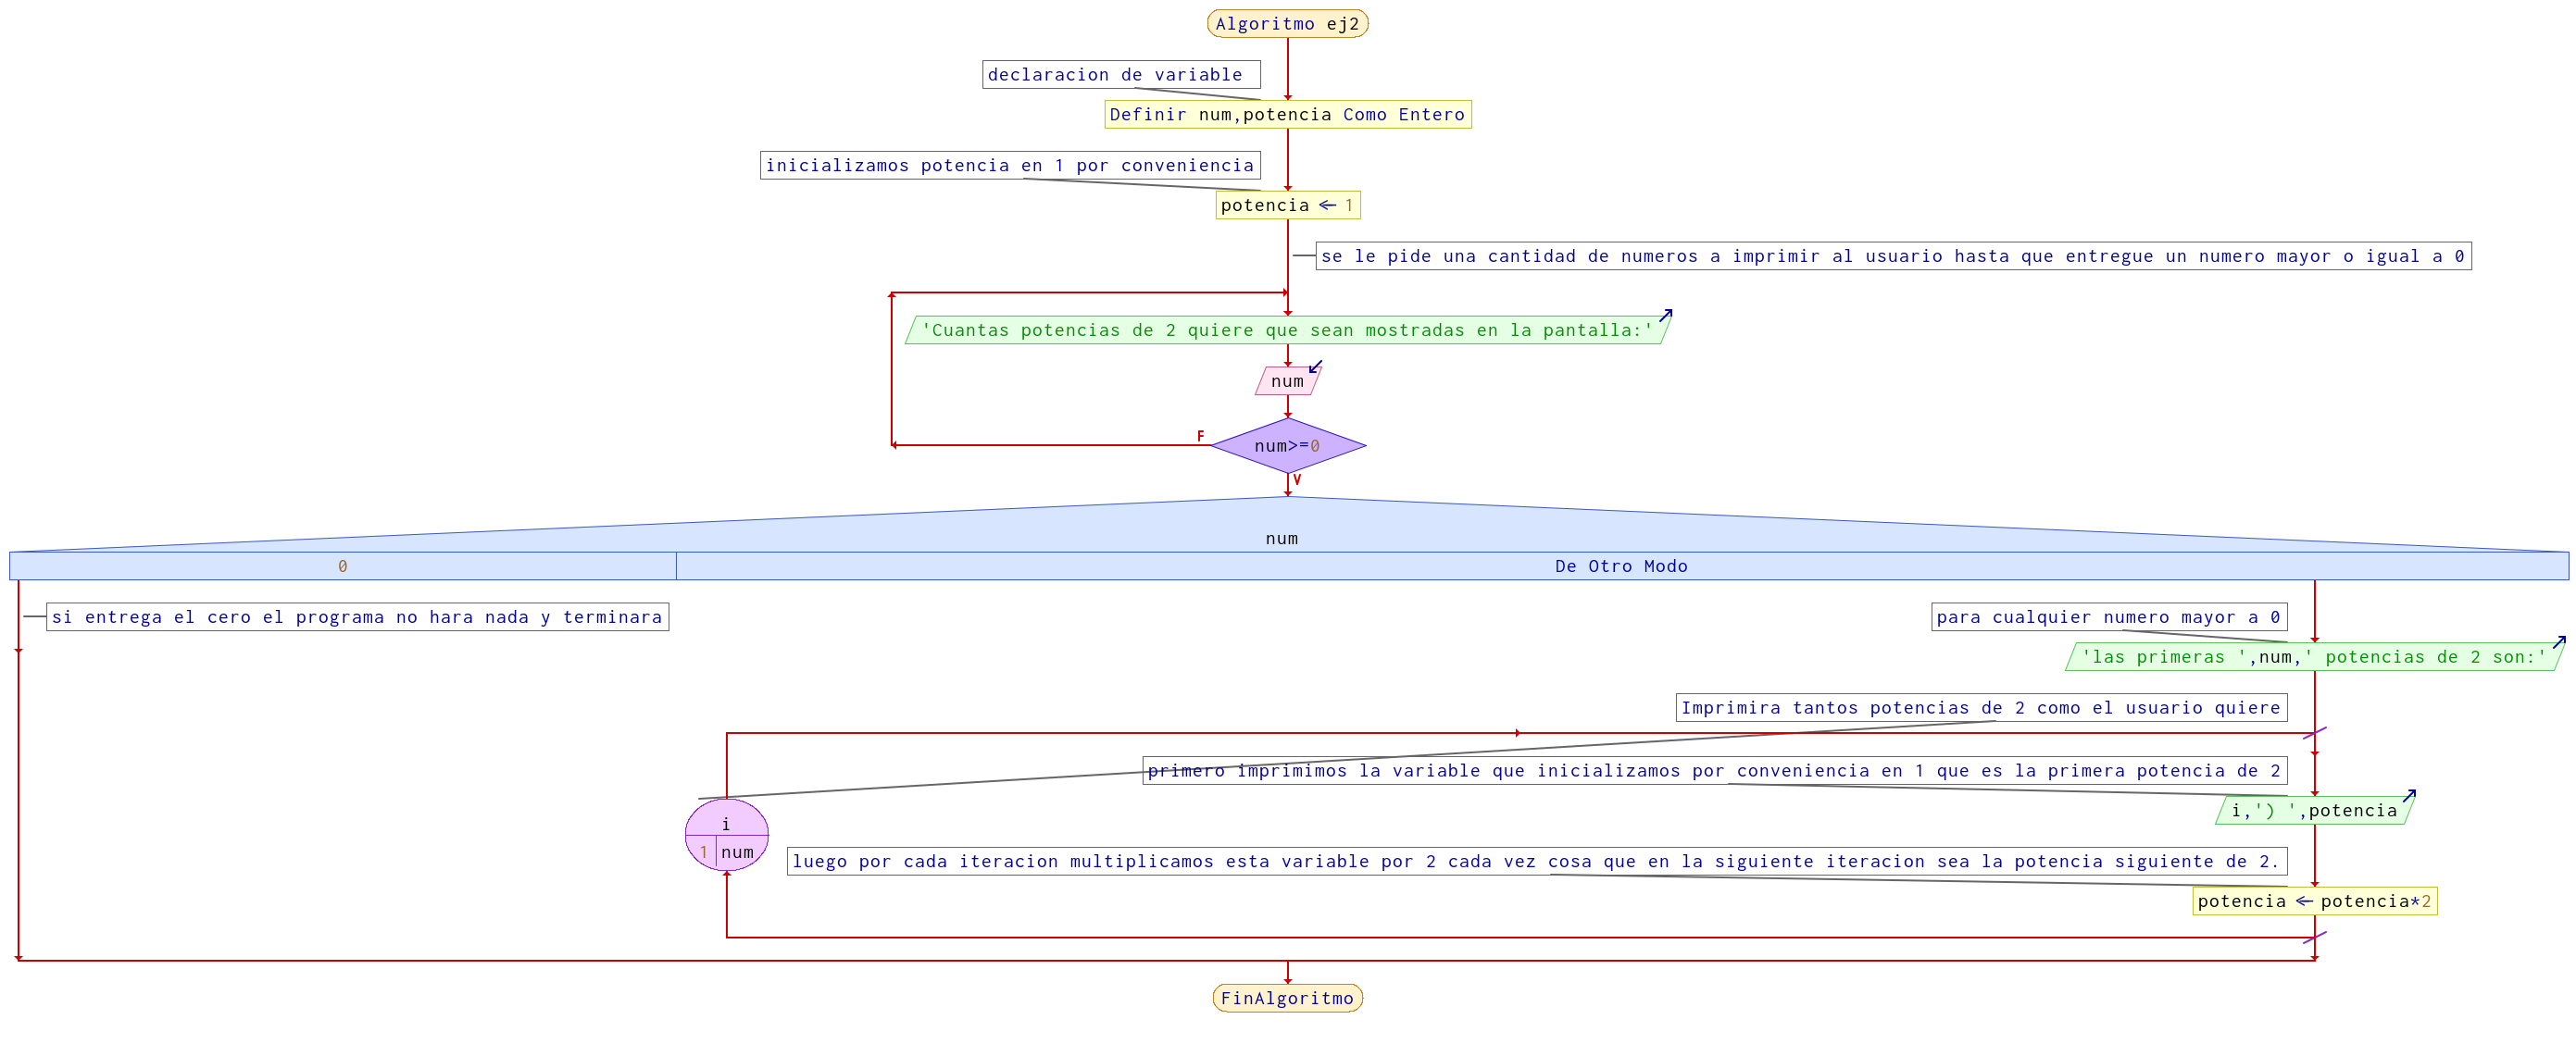 Algoritmo ej2
declaracion de variable
Definir num,potencia Como Entero
inicializamos potencia en 1 por conveniencia
potencia ← 1
se le pide una cantidad de numeros a imprimir al usuario hasta que entregue un numero mayor o igual a 0
'Cuantas potencias de 2 quiere que sean mostradas en la pantalla:'
num
F
num>=0
V
num
0
De Otro Modo
si entrega el cero el programa no hara nada y terminara
para cualquier numero mayor a 0
'las primeras ',num,' potencias de 2 son:'
Imprimira tantos potencias de 2 como el usuario quiere
primero imprimimos la variable que inicializamos por conveniencia en 1 que es la primera potencia de 2
i,') ',potencia
i
1 num
luego por cada iteracion multiplicamos esta variable por 2 cada vez cosa que en la siguiente iteracion sea la potencia siguiente de 2.
potencia ← potencia*2
FinAlgoritmo